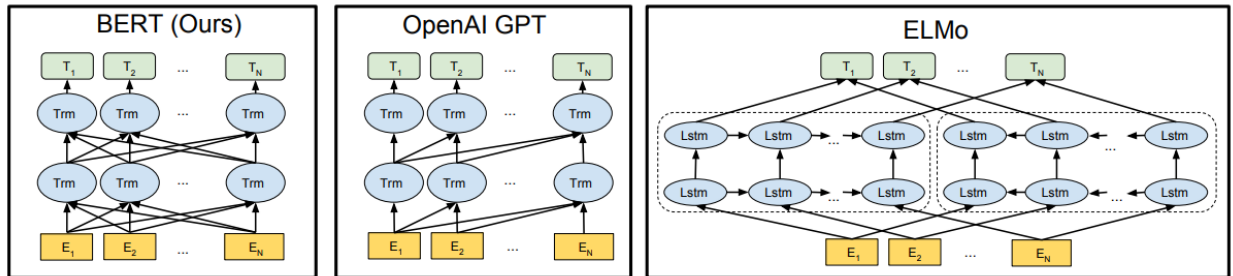 BERT (Ours)
T1 T2 ... TN
Trm Trm ... Trm
Trm Trm ... Trm
E1 E2 ... EN
OpenAI GPT
T1 T2 ... TN
Trm Trm ... Trm
Trm Trm ... Trm
E1 E2 ... EN
ELMo
T1 T2 ... TN
Lstm Lstm ... Lstm Lstm Lstm ... Lstm
Lstm Lstm ... Lstm Lstm Lstm ... Lstm
E1 E2 ... EN